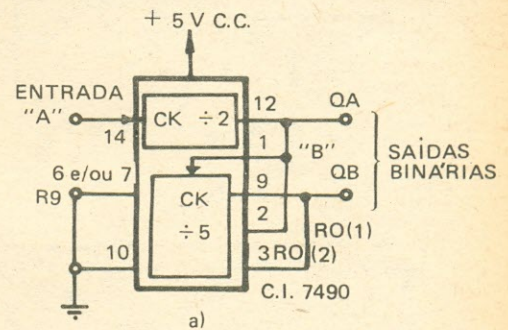 + 5 V C.C.
ENTRADA
"A"
14
CK ÷2
12
QA
1
"B"
6 e/ou 7
R9
CK
÷5
9
QB
2
RO(1)
10
3 RO (2)
SAÍDAS
BINÁRIAS
C.I. 7490
a)